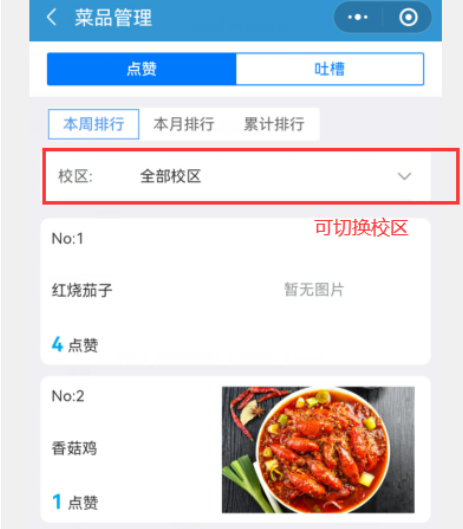 菜品管理
点赞 吐槽
本周排行 本月排行 累计排行
校区: 全部校区
可切换校区
No:1
红烧茄子 暂无图片
4 点赞
No:2
香菇鸡
1 点赞